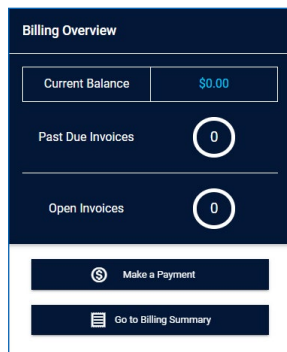 Billing Overview
Current Balance $0.00
Past Due Invoices 0
Open Invoices 0
Make a Payment
Go to Billing Summary